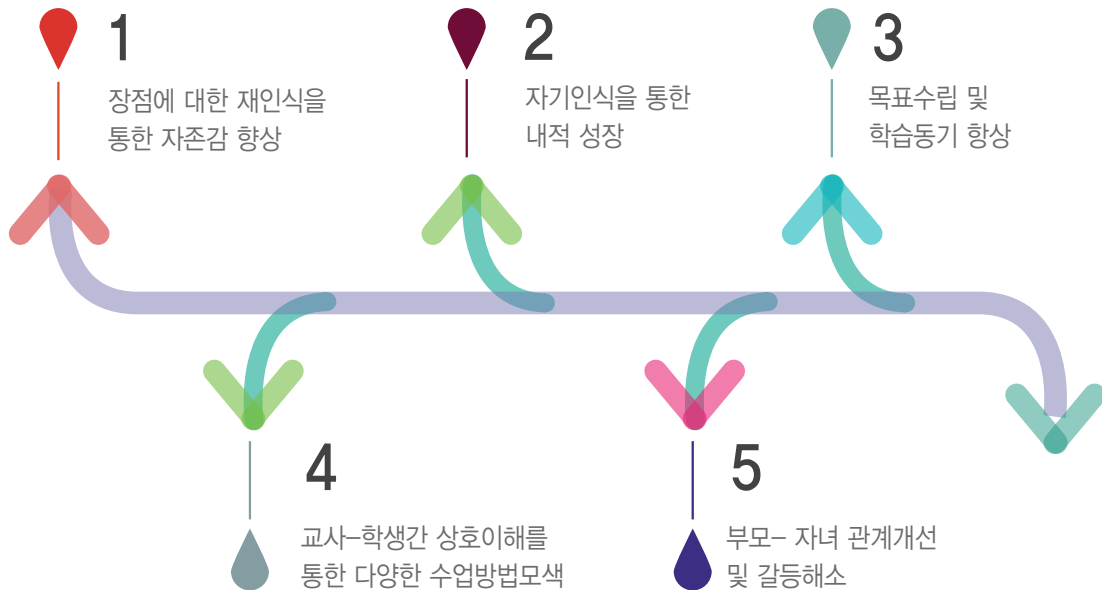 1
장점에 대한 재인식을
통한 자존감 향상
2
자기인식을 통한
내적 성장
3
목표수립 및
학습동기 항상
4
교사-학생간 상호이해를
통한 다양한 수업방법모색
5
부모- 자녀 관계개선
및 갈등해소